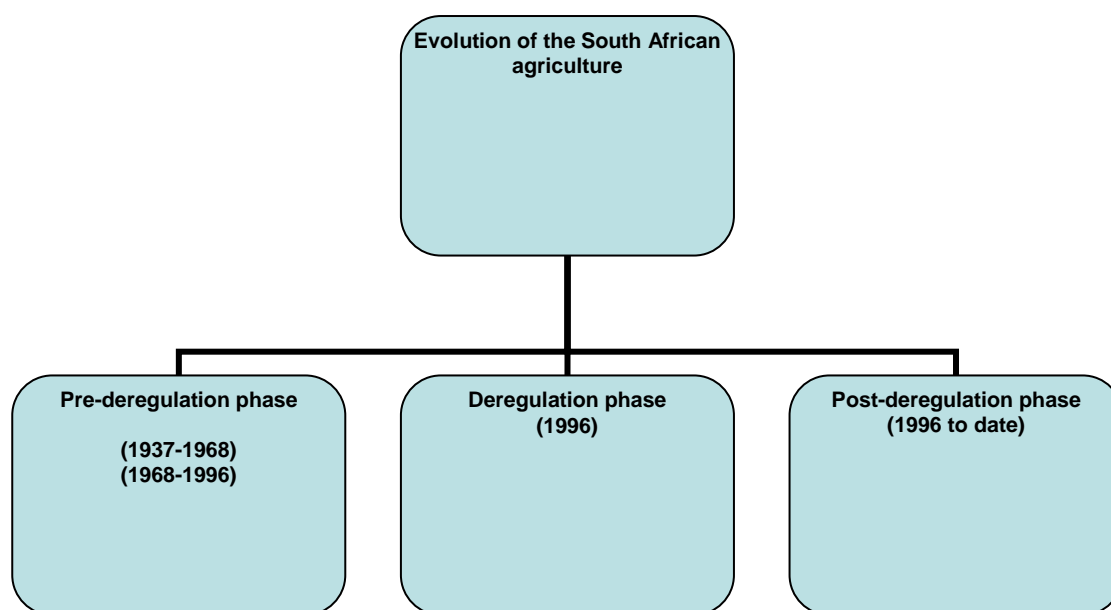 Evolution of the South African
agriculture
Pre-deregulation phase
(1937-1968)
(1968-1996)
Deregulation phase
(1996)
Post-deregulation phase
(1996 to date)